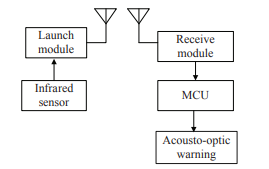 Launch
module
Receive
module
Infrared
sensor
MCU
Acousto-optic
warning